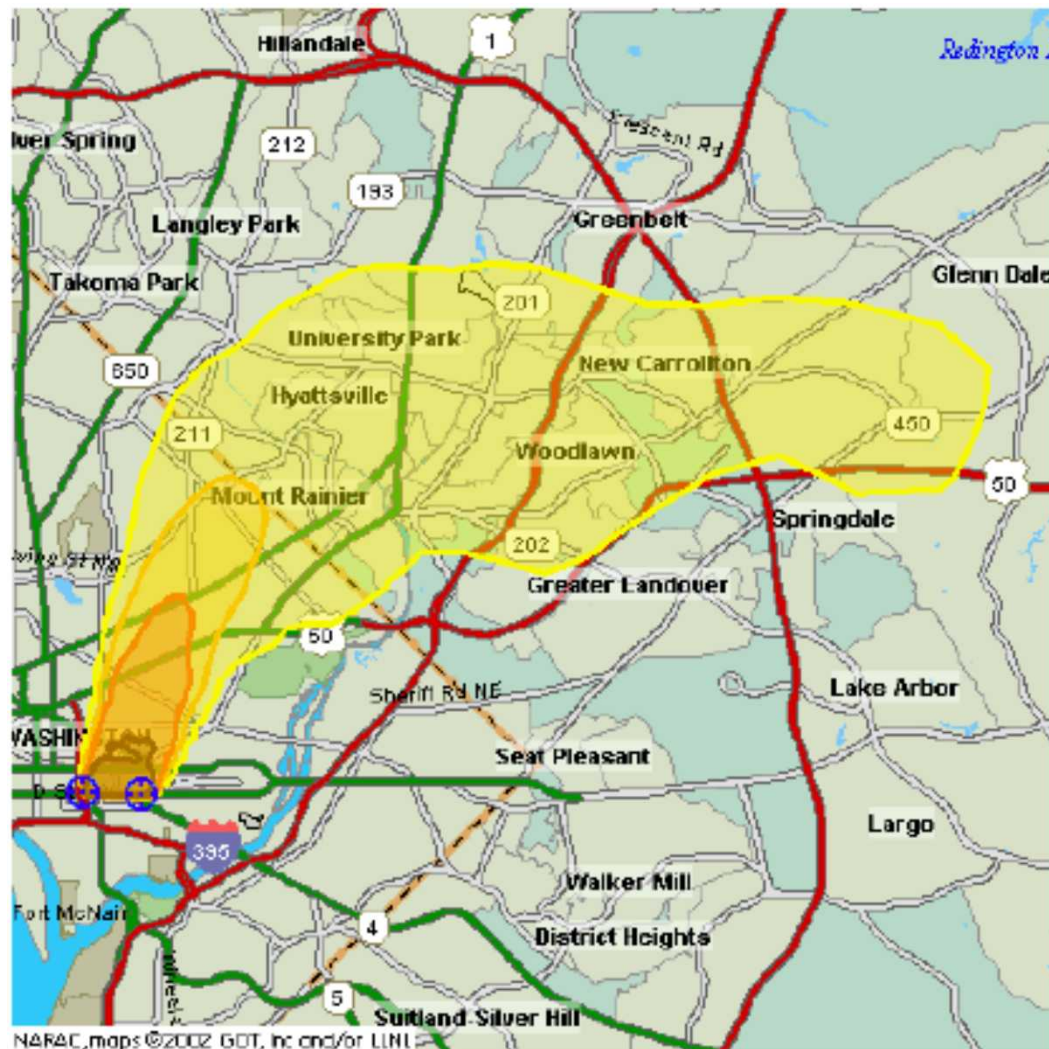 Hillandale
1
Redington
lver Spring
212
Crescent Rd
193
Langley Park
Greenbelt
Takoma Park
Glenn Dale
201
University Park
New Carrollton
650
Hyattsville
211
450
Woodlawn
Mount Rainier
50
202
Springdale
Greater Landover
50
Sheriff Rd NE
Lake Arbor
WASHIN
Seat Pleasant
395
Largo
Walker Mill
Fort McNair
4
District Heights
5
Suitland-Silver Hill
NARAC, maps ©2002 GDT, Inc and/or LLNL